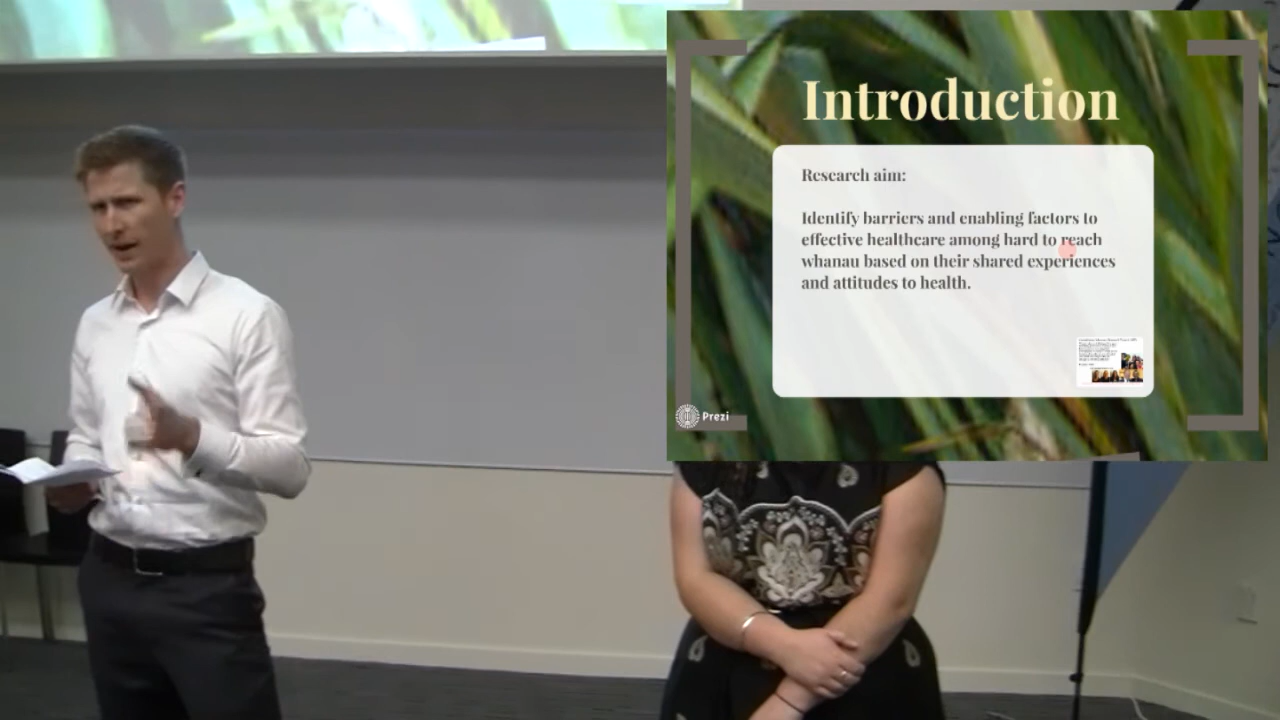 Introduction
Research aim:
Identify barriers and enabling factors to
effective healthcare among hard to reach
whanau based on their shared experiences
and attitudes to health.
Prezi